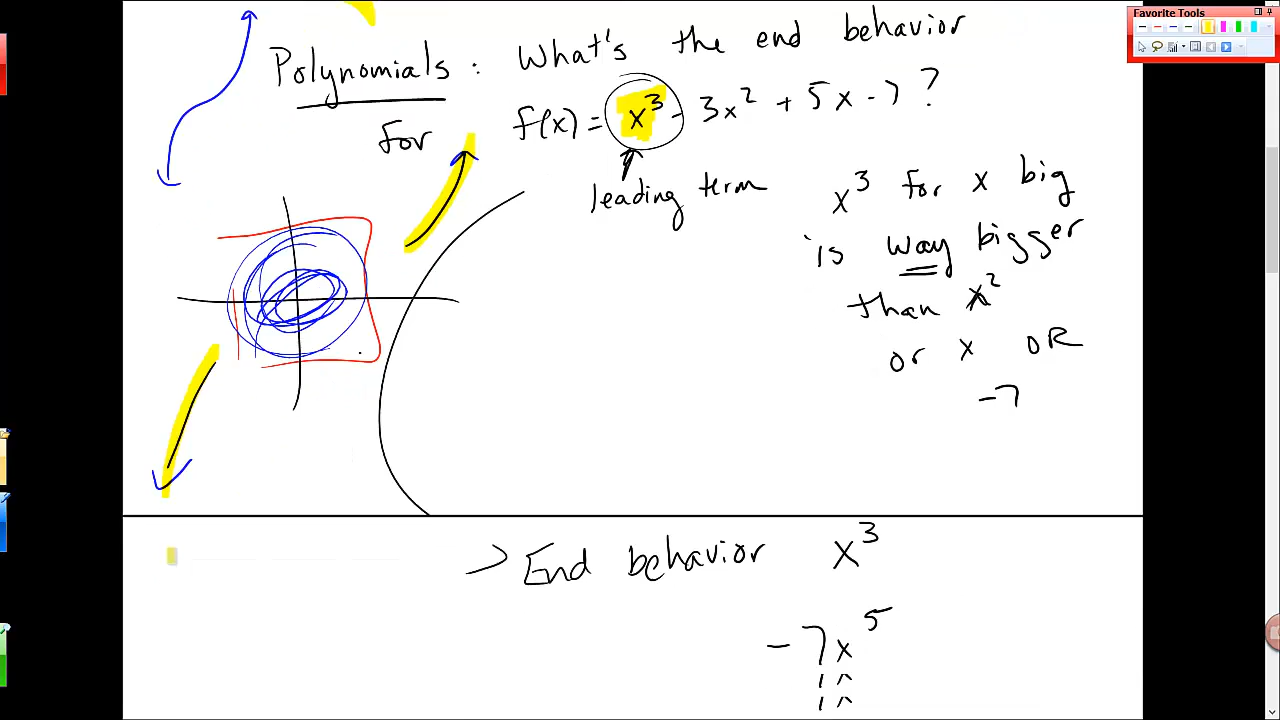 Favorite Tools
Polynomials : What's the end behavior
for f(x) = x³ - 3x² + 5x - 7 ?
leading term
x³ for x big
is way bigger
than x²
or x OR
-7
→ End behavior x³
-7x⁵